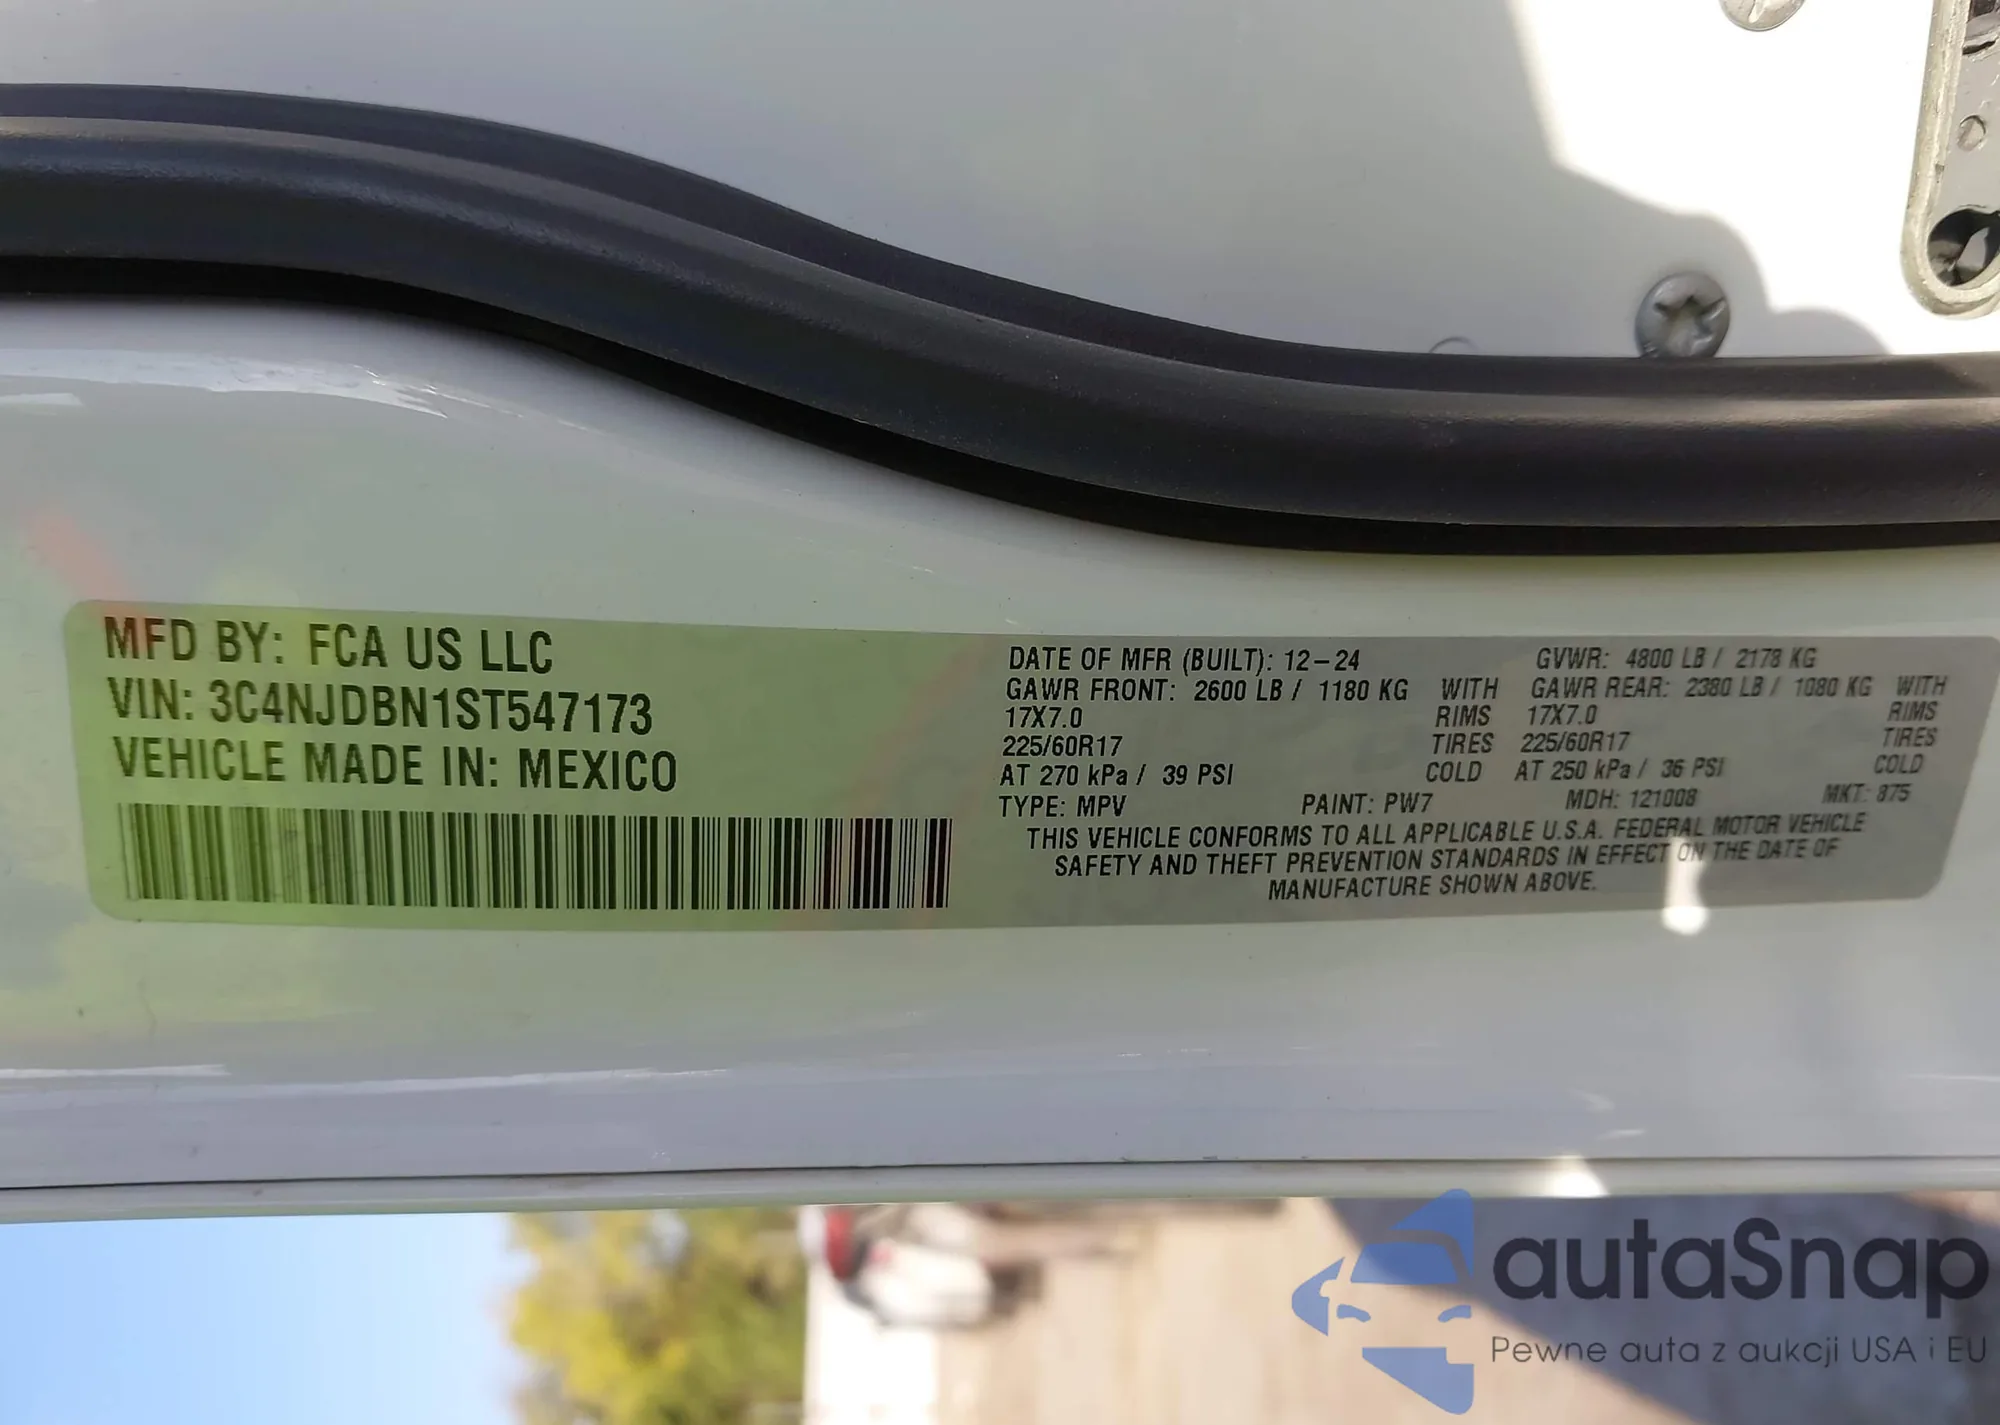 MFD BY: FCA US LLC
VIN: 3C4NJDBN1ST547173
VEHICLE MADE IN: MEXICO
DATE OF MFR (BUILT): 12-24 GVWR: 4800 LB / 2178 KG
GAWR FRONT: 2600 LB / 1180 KG WITH GAWR REAR: 2380 LB / 1080 KG WITH
17X7.0 RIMS 17X7.0 RIMS
225/60R17 TIRES 225/60R17 TIRES
AT 270 kPa / 39 PSI COLD AT 250 kPa / 36 PSI COLD
TYPE: MPV PAINT: PW7 MDH: 121008 MKT: 875
THIS VEHICLE CONFORMS TO ALL APPLICABLE U.S.A. FEDERAL MOTOR VEHICLE
SAFETY AND THEFT PREVENTION STANDARDS IN EFFECT ON THE DATE OF
MANUFACTURE SHOWN ABOVE.
autaSnap
Pewne auta z aukcji USA i EU